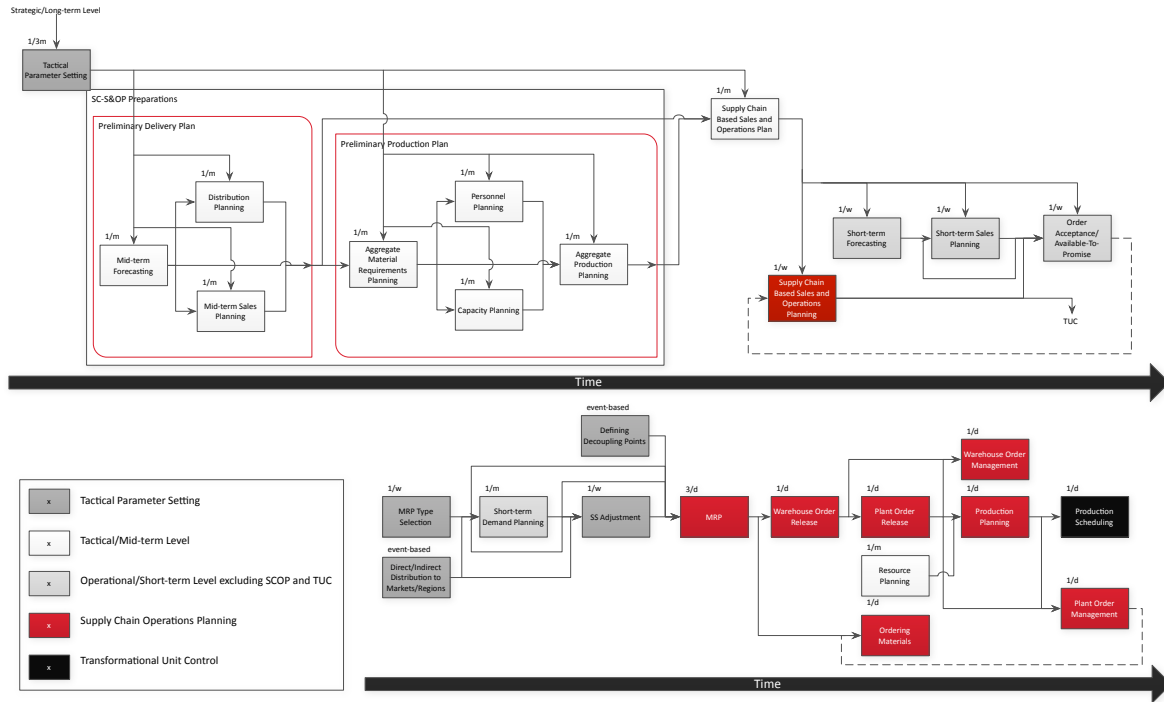 Strategic/Long-term Level
1/3m
Tactical
Parameter Setting
SC-S&OP Preparations
Preliminary Delivery Plan
1/m
Mid-term
Forecasting
1/m
Distribution
Planning
1/m
Mid-term Sales
Planning
Preliminary Production Plan
1/m
Aggregate
Material
Requirements
Planning
1/m
Personnel
Planning
1/m
Capacity Planning
1/m
Aggregate
Production
Planning
1/m
Supply Chain
Based Sales and
Operations Plan
1/w
Short-term
Forecasting
1/w
Short-term Sales
Planning
1/w
Order
Acceptance/
Available-To-
Promise
1/w
Supply Chain
Based Sales and
Operations
Planning
TUC
Time
event-based
Defining
Decoupling Points
1/w
MRP Type
Selection
1/m
Short-term
Demand Planning
1/w
SS Adjustment
event-based
Direct/Indirect
Distribution to
Markets/Regions
3/d
MRP
1/d
Warehouse Order
Release
1/d
Plant Order
Release
1/d
Warehouse Order
Management
1/d
Production
Planning
1/d
Production
Scheduling
1/m
Resource
Planning
1/d
Ordering
Materials
1/d
Plant Order
Management
Time
x
Tactical Parameter Setting
x
Tactical/Mid-term Level
x
Operational/Short-term Level excluding SCOP and TUC
x
Supply Chain Operations Planning
x
Transformational Unit Control